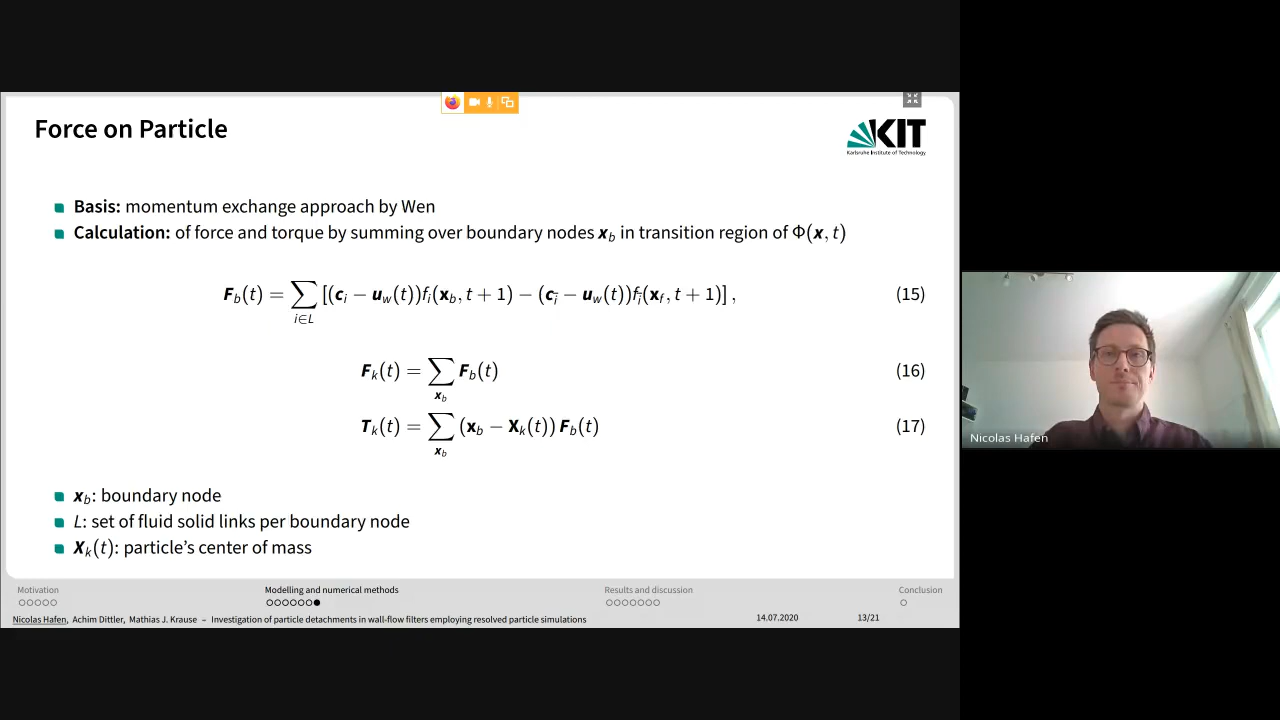 Force on Particle
KIT
Karlsruhe Institute of Technology
Basis: momentum exchange approach by Wen
Calculation: of force and torque by summing over boundary nodes 𝒙_b in transition region of Φ(𝒙, t)
𝑭_b(t) = ∑_{i∈L} [(𝒄_i − 𝒖_w(t))f_i(𝐱_b, t + 1) − (𝒄_ī − 𝒖_w(t))f_ī(𝐱_f, t + 1)] , (15)
𝑭_k(t) = ∑_{𝒙_b} 𝑭_b(t) (16)
𝑻_k(t) = ∑_{𝒙_b} (𝐱_b − 𝐗_k(t)) 𝑭_b(t) (17)
𝒙_b: boundary node
L: set of fluid solid links per boundary node
𝑿_k(t): particle's center of mass
Nicolas Hafen
Motivation Modelling and numerical methods Results and discussion Conclusion
Nicolas Hafen, Achim Dittler, Mathias J. Krause – Investigation of particle detachments in wall-flow filters employing resolved particle simulations 14.07.2020 13/21